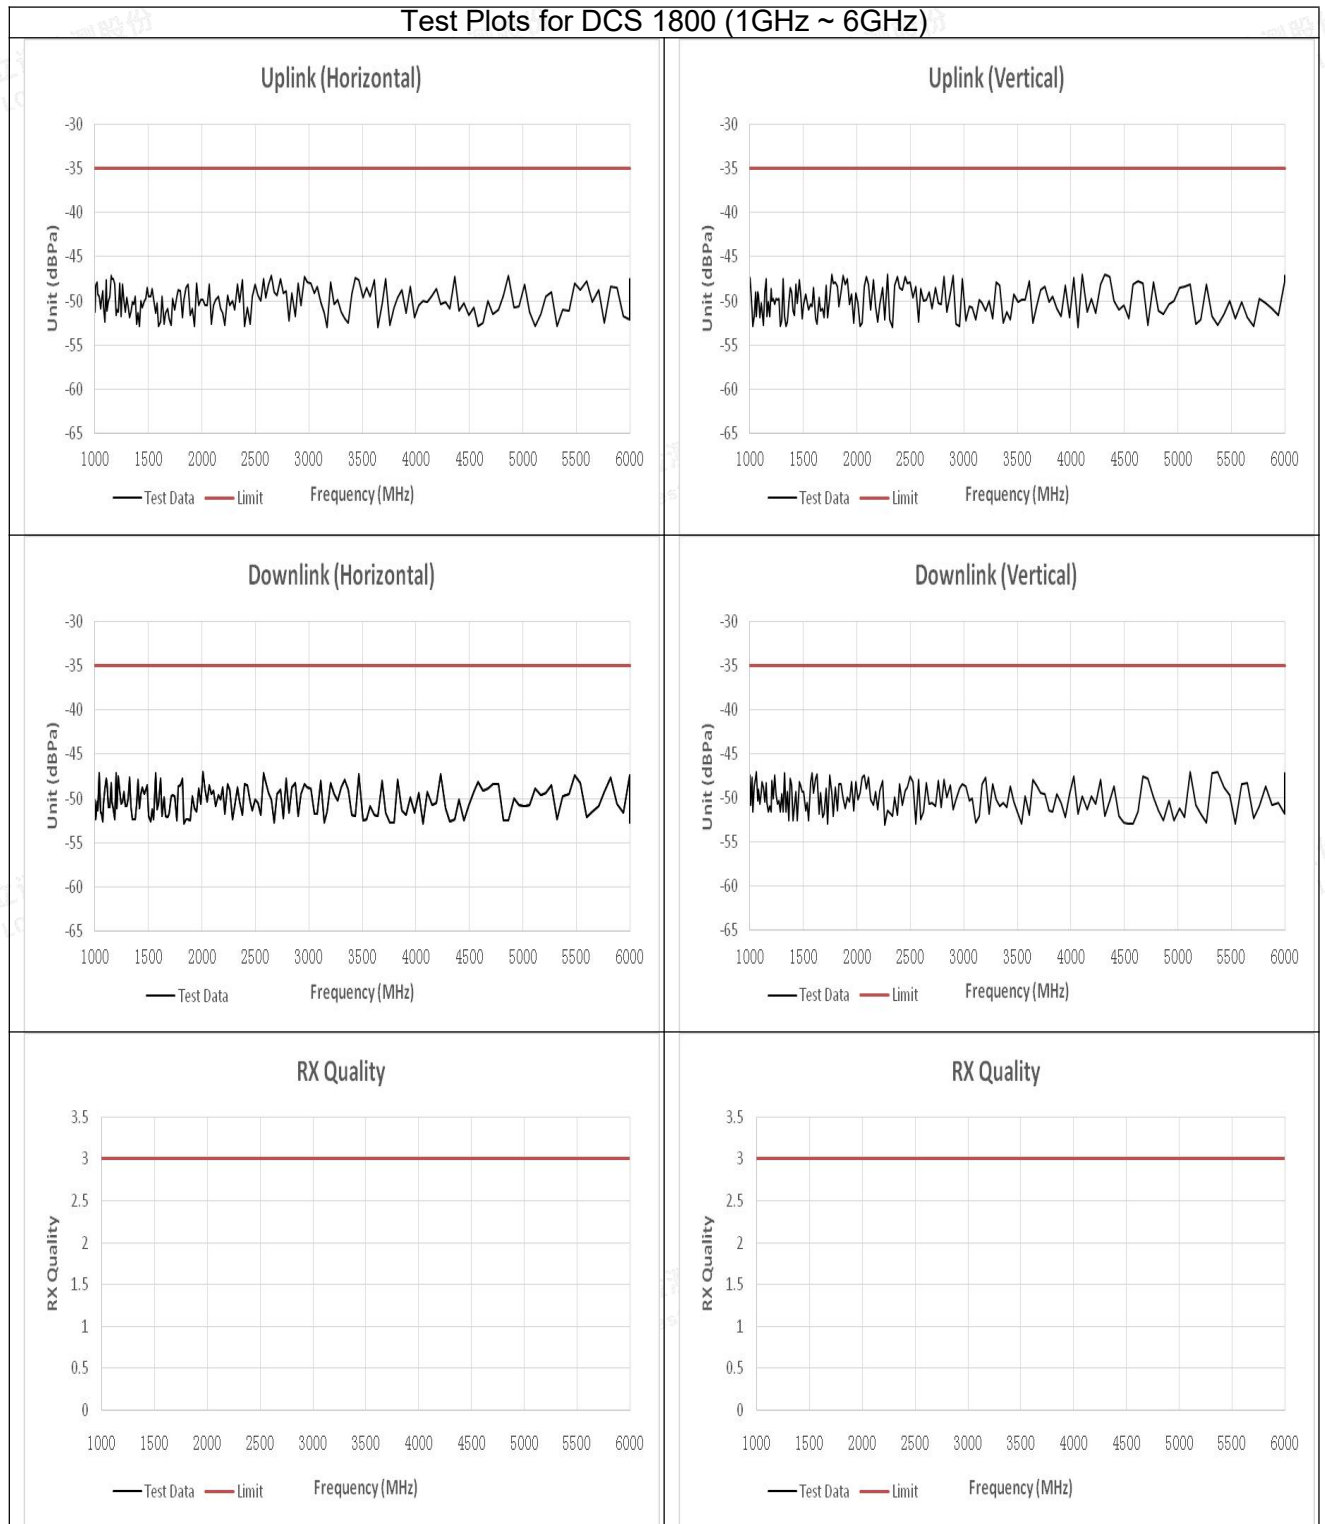 Test Plots for DCS 1800 (1GHz ~ 6GHz)
Uplink (Horizontal)
-30
-35
-40
-45
-50
-55
-60
-65
Unit (dBPa)
1000 1500 2000 2500 3000 3500 4000 4500 5000 5500 6000
Test Data Limit Frequency (MHz)
Uplink (Vertical)
-30
-35
-40
-45
-50
-55
-60
-65
Unit (dBPa)
1000 1500 2000 2500 3000 3500 4000 4500 5000 5500 6000
Test Data Limit Frequency (MHz)
Downlink (Horizontal)
-30
-35
-40
-45
-50
-55
-60
-65
Unit (dBPa)
1000 1500 2000 2500 3000 3500 4000 4500 5000 5500 6000
Test Data Frequency (MHz)
Downlink (Vertical)
-30
-35
-40
-45
-50
-55
-60
-65
Unit (dBPa)
1000 1500 2000 2500 3000 3500 4000 4500 5000 5500 6000
Test Data Limit Frequency (MHz)
RX Quality
3.5
3
2.5
2
1.5
1
0.5
0
RX Quality
1000 1500 2000 2500 3000 3500 4000 4500 5000 5500 6000
Test Data Limit Frequency (MHz)
RX Quality
3.5
3
2.5
2
1.5
1
0.5
0
RX Quality
1000 1500 2000 2500 3000 3500 4000 4500 5000 5500 6000
Test Data Limit Frequency (MHz)